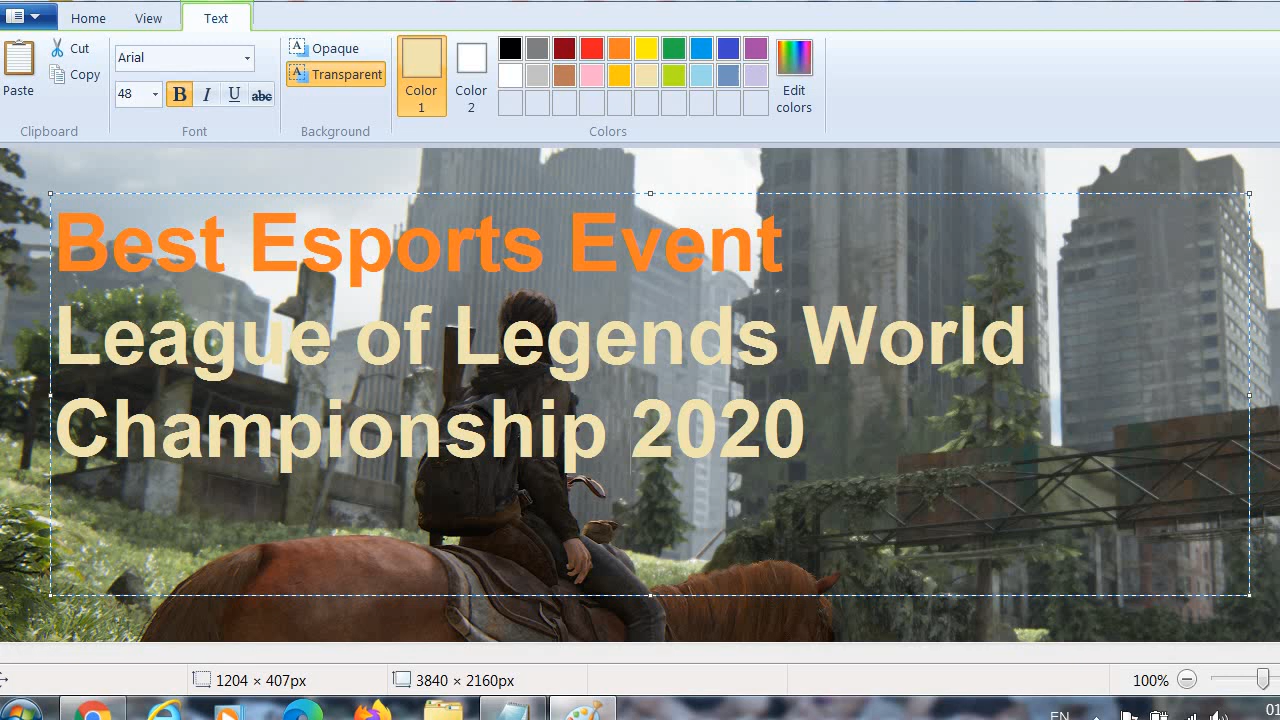 Home View Text
Cut
Copy
Paste
Clipboard
Arial
48 B I U abc
Font
Opaque
Transparent
Background
Color 1
Color 2
Edit colors
Colors
Best Esports Event
League of Legends World
Championship 2020
1204 × 407px
3840 × 2160px
100%
EN
01